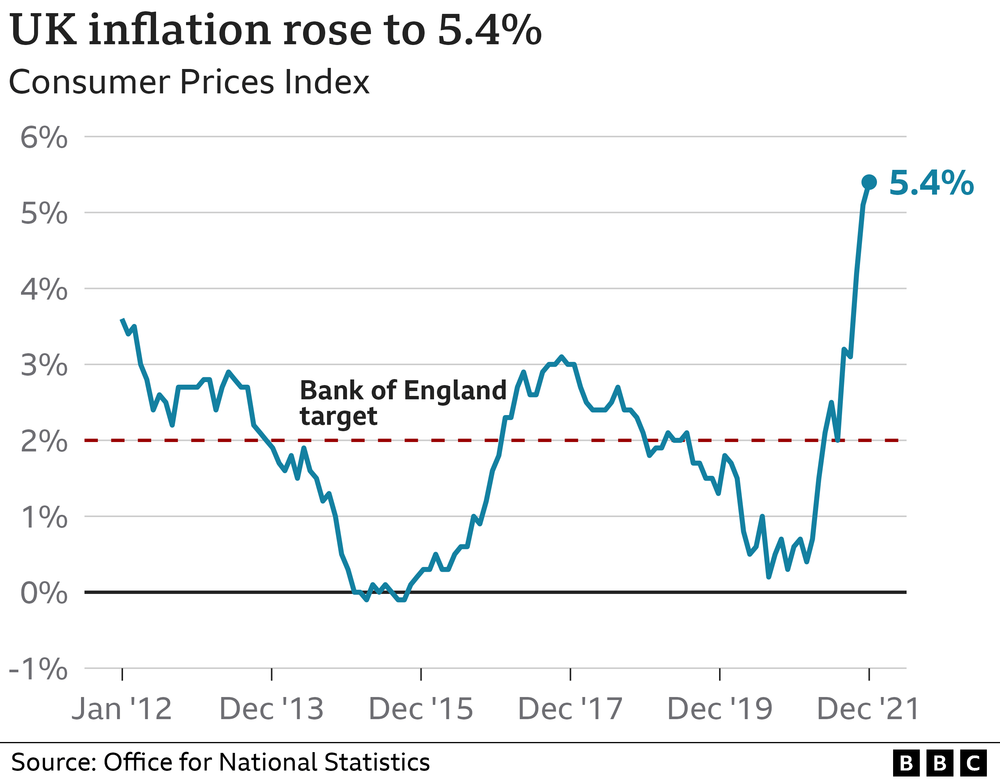 UK inflation rose to 5.4%
Consumer Prices Index
6%
5.4%
5%
4%
3%
Bank of England
target
2%
1%
0%
-1%
Jan '12 Dec '13 Dec '15 Dec '17 Dec '19 Dec '21
Source: Office for National Statistics
BBC